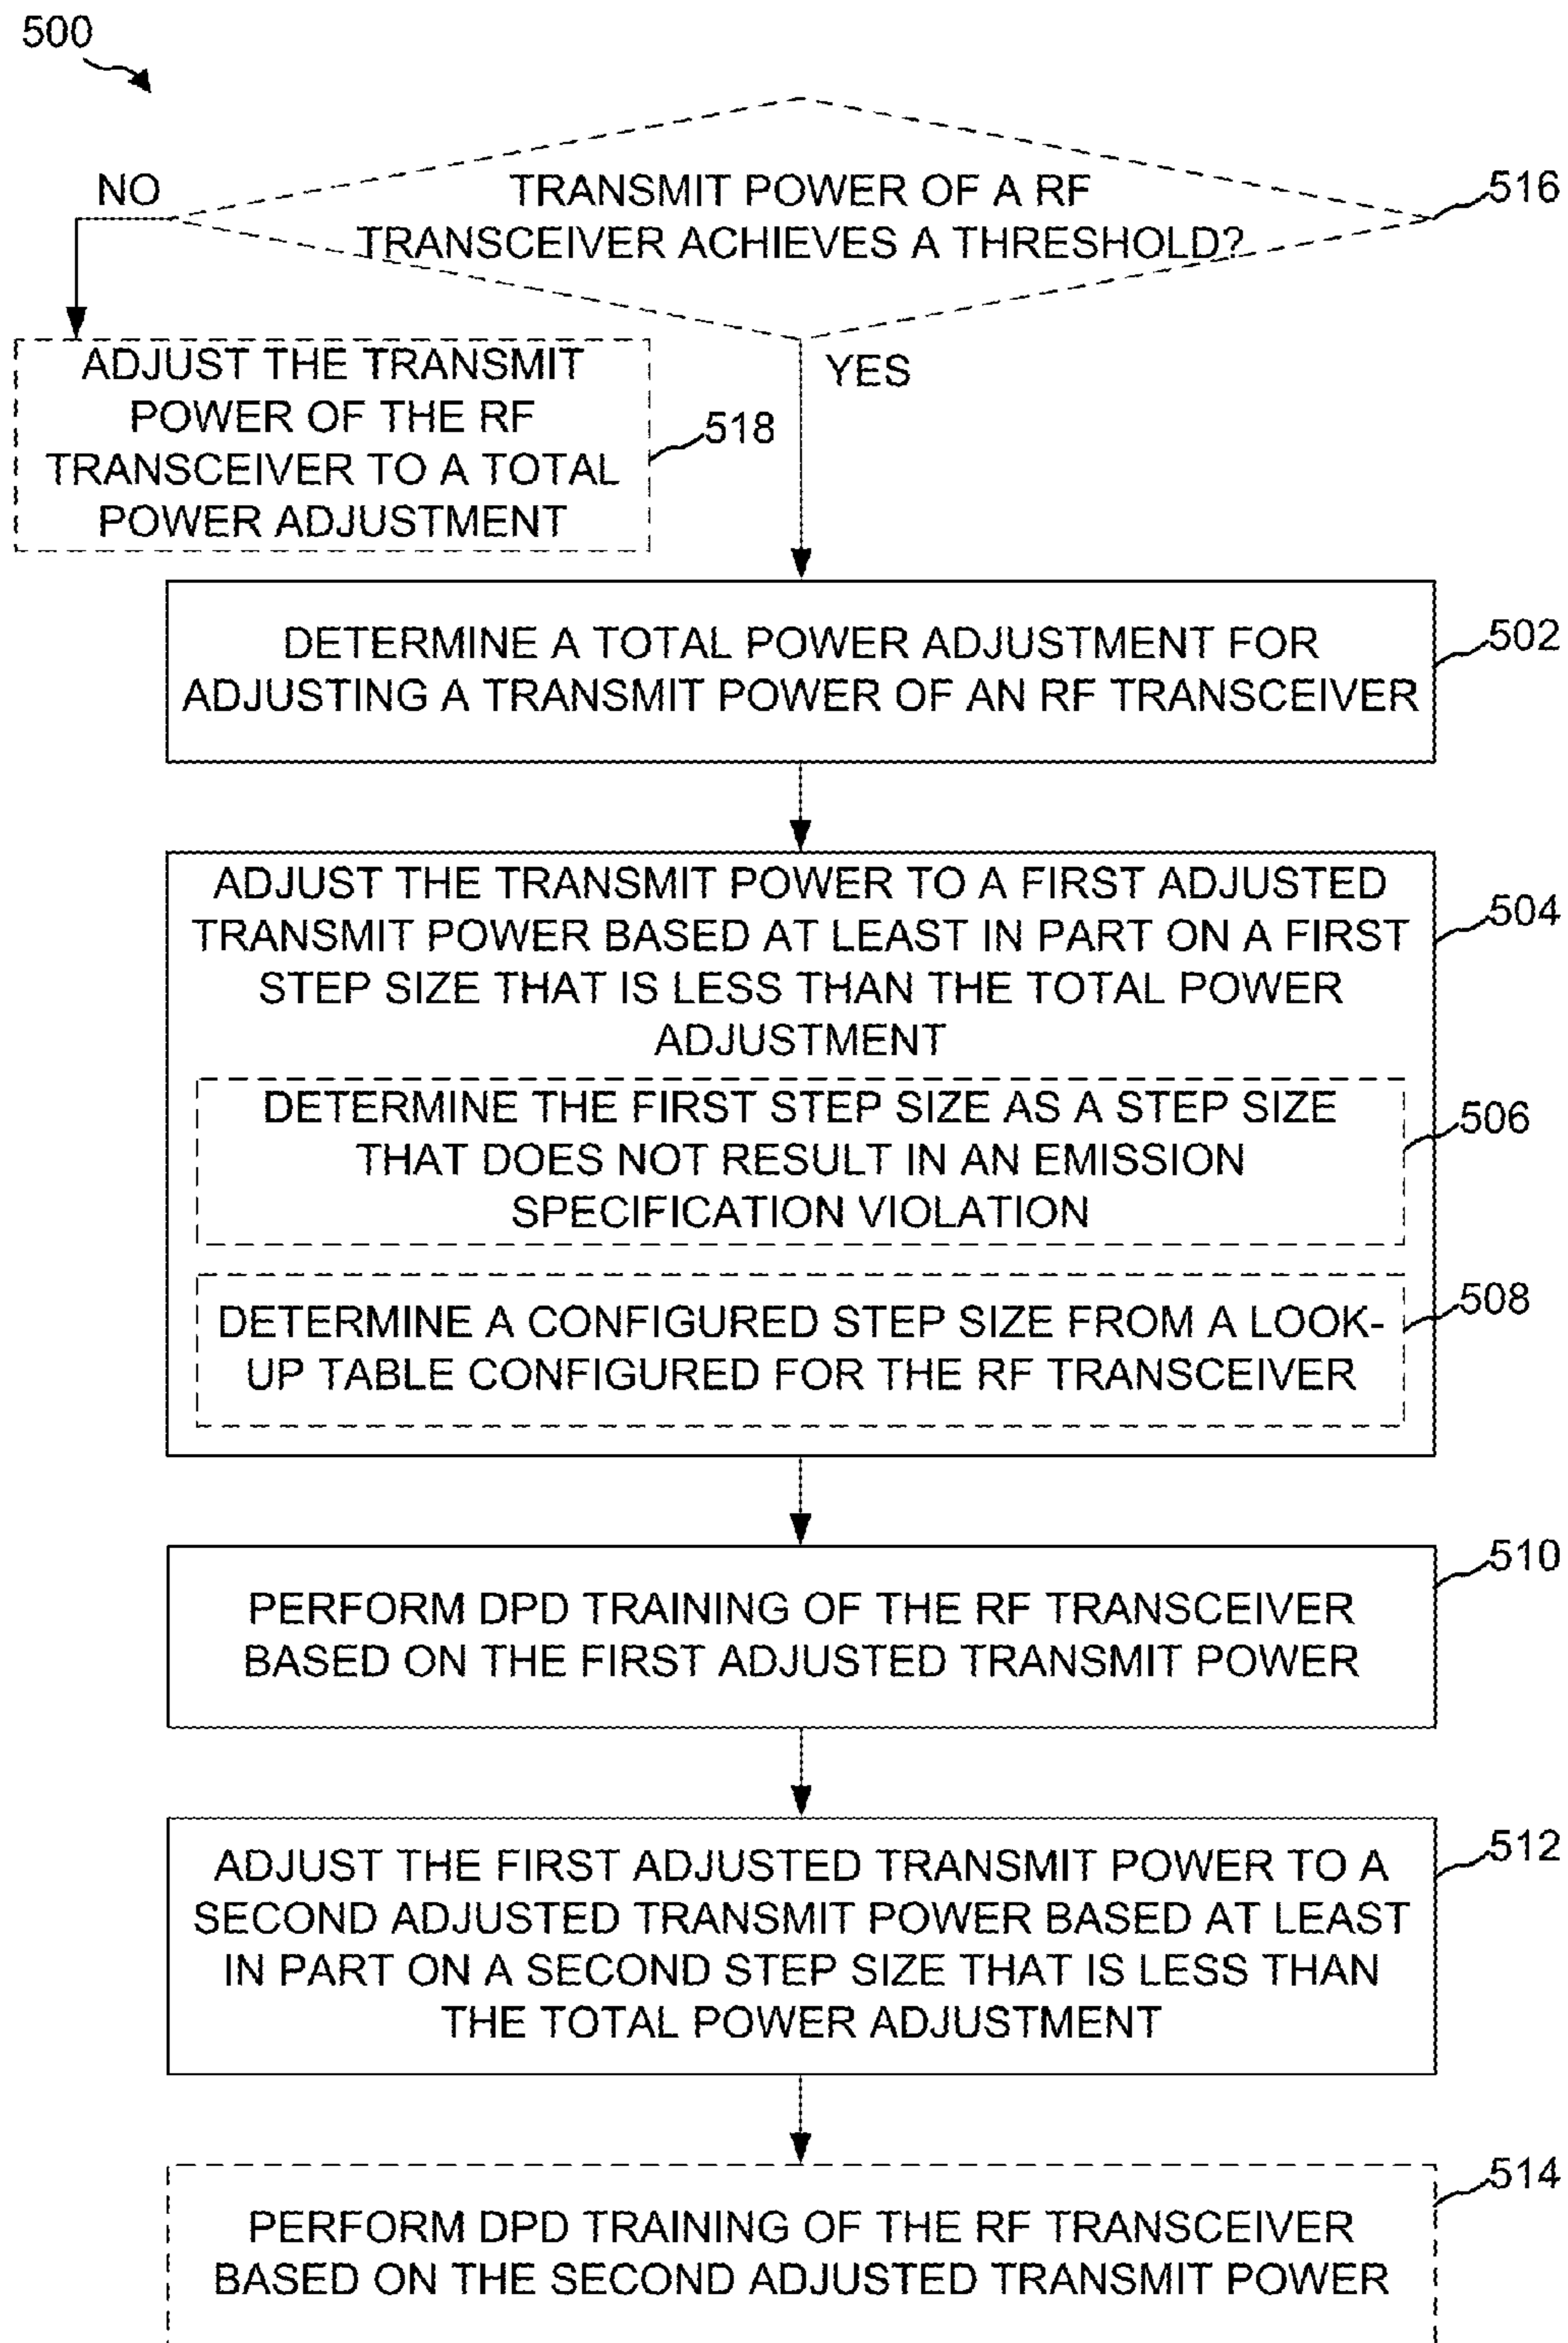 500
TRANSMIT POWER OF A RF
TRANSCEIVER ACHIEVES A THRESHOLD?
516
NO
YES
ADJUST THE TRANSMIT
POWER OF THE RF
TRANSCEIVER TO A TOTAL
POWER ADJUSTMENT
518
DETERMINE A TOTAL POWER ADJUSTMENT FOR
ADJUSTING A TRANSMIT POWER OF AN RF TRANSCEIVER
502
ADJUST THE TRANSMIT POWER TO A FIRST ADJUSTED
TRANSMIT POWER BASED AT LEAST IN PART ON A FIRST
STEP SIZE THAT IS LESS THAN THE TOTAL POWER
ADJUSTMENT
504
DETERMINE THE FIRST STEP SIZE AS A STEP SIZE
THAT DOES NOT RESULT IN AN EMISSION
SPECIFICATION VIOLATION
506
DETERMINE A CONFIGURED STEP SIZE FROM A LOOK-
UP TABLE CONFIGURED FOR THE RF TRANSCEIVER
508
PERFORM DPD TRAINING OF THE RF TRANSCEIVER
BASED ON THE FIRST ADJUSTED TRANSMIT POWER
510
ADJUST THE FIRST ADJUSTED TRANSMIT POWER TO A
SECOND ADJUSTED TRANSMIT POWER BASED AT LEAST
IN PART ON A SECOND STEP SIZE THAT IS LESS THAN
THE TOTAL POWER ADJUSTMENT
512
PERFORM DPD TRAINING OF THE RF TRANSCEIVER
BASED ON THE SECOND ADJUSTED TRANSMIT POWER
514